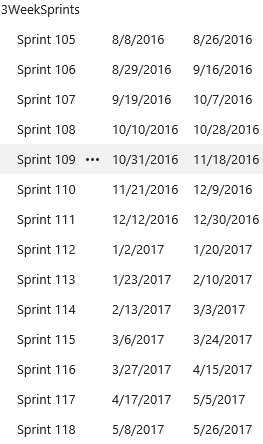 3WeekSprints
Sprint 105 8/8/2016 8/26/2016
Sprint 106 8/29/2016 9/16/2016
Sprint 107 9/19/2016 10/7/2016
Sprint 108 10/10/2016 10/28/2016
Sprint 109 ••• 10/31/2016 11/18/2016
Sprint 110 11/21/2016 12/9/2016
Sprint 111 12/12/2016 12/30/2016
Sprint 112 1/2/2017 1/20/2017
Sprint 113 1/23/2017 2/10/2017
Sprint 114 2/13/2017 3/3/2017
Sprint 115 3/6/2017 3/24/2017
Sprint 116 3/27/2017 4/15/2017
Sprint 117 4/17/2017 5/5/2017
Sprint 118 5/8/2017 5/26/2017